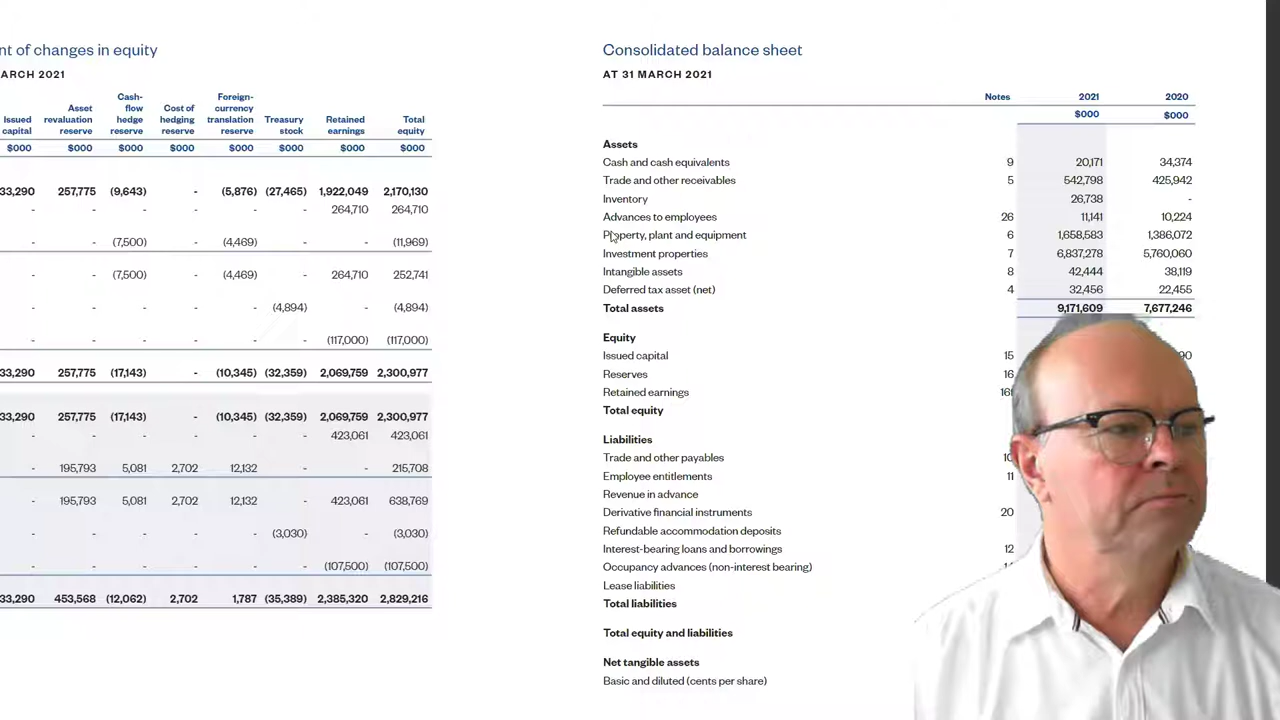 nt of changes in equity
ARCH 2021
Issued capital Asset revaluation reserve Cash-flow hedge reserve Cost of hedging reserve Foreign-currency translation reserve Treasury stock Retained earnings Total equity
$000 $000 $000 $000 $000 $000 $000 $000
33,290 257,775 (9,643) - (5,876) (27,465) 1,922,049 2,170,130
- - - - - - 264,710 264,710
- - (7,500) - (4,469) - - (11,969)
- - (7,500) - (4,469) - 264,710 252,741
- - - - - (4,894) - (4,894)
- - - - - - (117,000) (117,000)
33,290 257,775 (17,143) - (10,345) (32,359) 2,069,759 2,300,977
33,290 257,775 (17,143) - (10,345) (32,359) 2,069,759 2,300,977
- - - - - - 423,061 423,061
- 195,793 5,081 2,702 12,132 - - 215,708
- 195,793 5,081 2,702 12,132 - 423,061 638,769
- - - - - (3,030) - (3,030)
- - - - - - (107,500) (107,500)
33,290 453,568 (12,062) 2,702 1,787 (35,389) 2,385,320 2,829,216
Consolidated balance sheet
AT 31 MARCH 2021
Notes 2021 2020
$000 $000
Assets
Cash and cash equivalents 9 20,171 34,374
Trade and other receivables 5 542,798 425,942
Inventory 26,738 -
Advances to employees 26 11,141 10,224
Property, plant and equipment 6 1,658,583 1,386,072
Investment properties 7 6,837,278 5,760,060
Intangible assets 8 42,444 38,119
Deferred tax asset (net) 4 32,456 22,455
Total assets 9,171,609 7,677,246
Equity
Issued capital 15
Reserves 16
Retained earnings
Total equity
Liabilities
Trade and other payables
Employee entitlements 11
Revenue in advance
Derivative financial instruments 20
Refundable accommodation deposits
Interest-bearing loans and borrowings 12
Occupancy advances (non-interest bearing)
Lease liabilities
Total liabilities
Total equity and liabilities
Net tangible assets
Basic and diluted (cents per share)